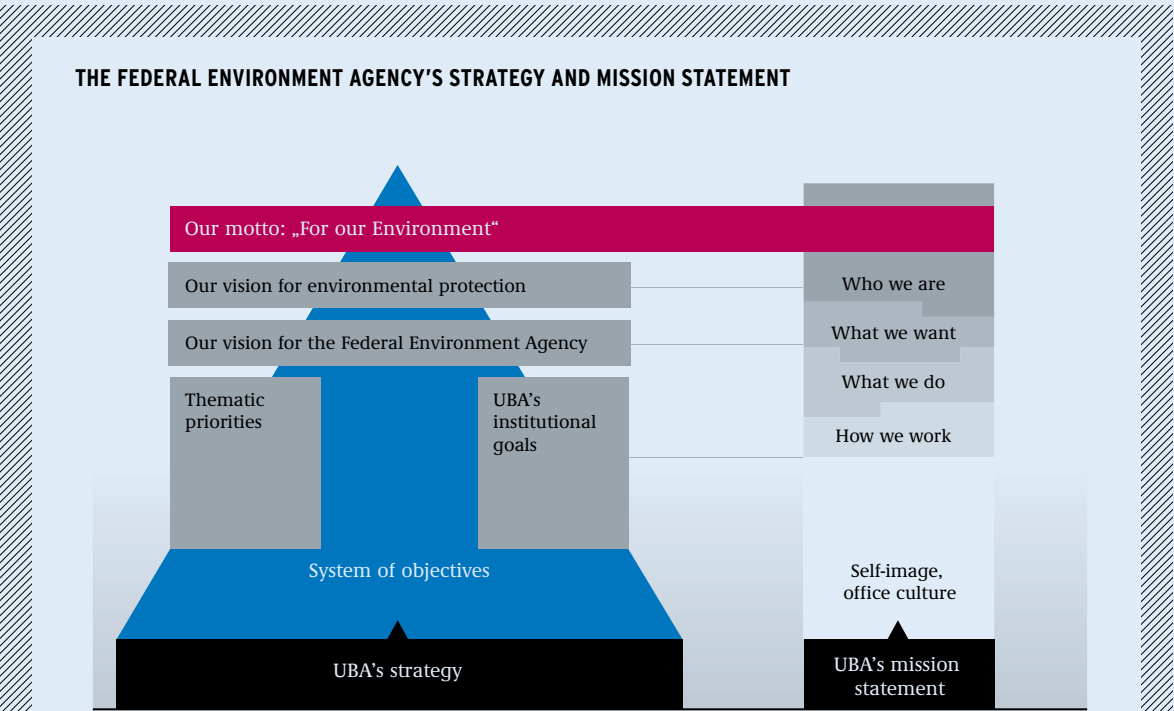 THE FEDERAL ENVIRONMENT AGENCY'S STRATEGY AND MISSION STATEMENT
Our motto: „For our Environment“
Our vision for environmental protection
Our vision for the Federal Environment Agency
Thematic
priorities
UBA's
institutional
goals
System of objectives
UBA's strategy
Who we are
What we want
What we do
How we work
Self-image,
office culture
UBA's mission
statement